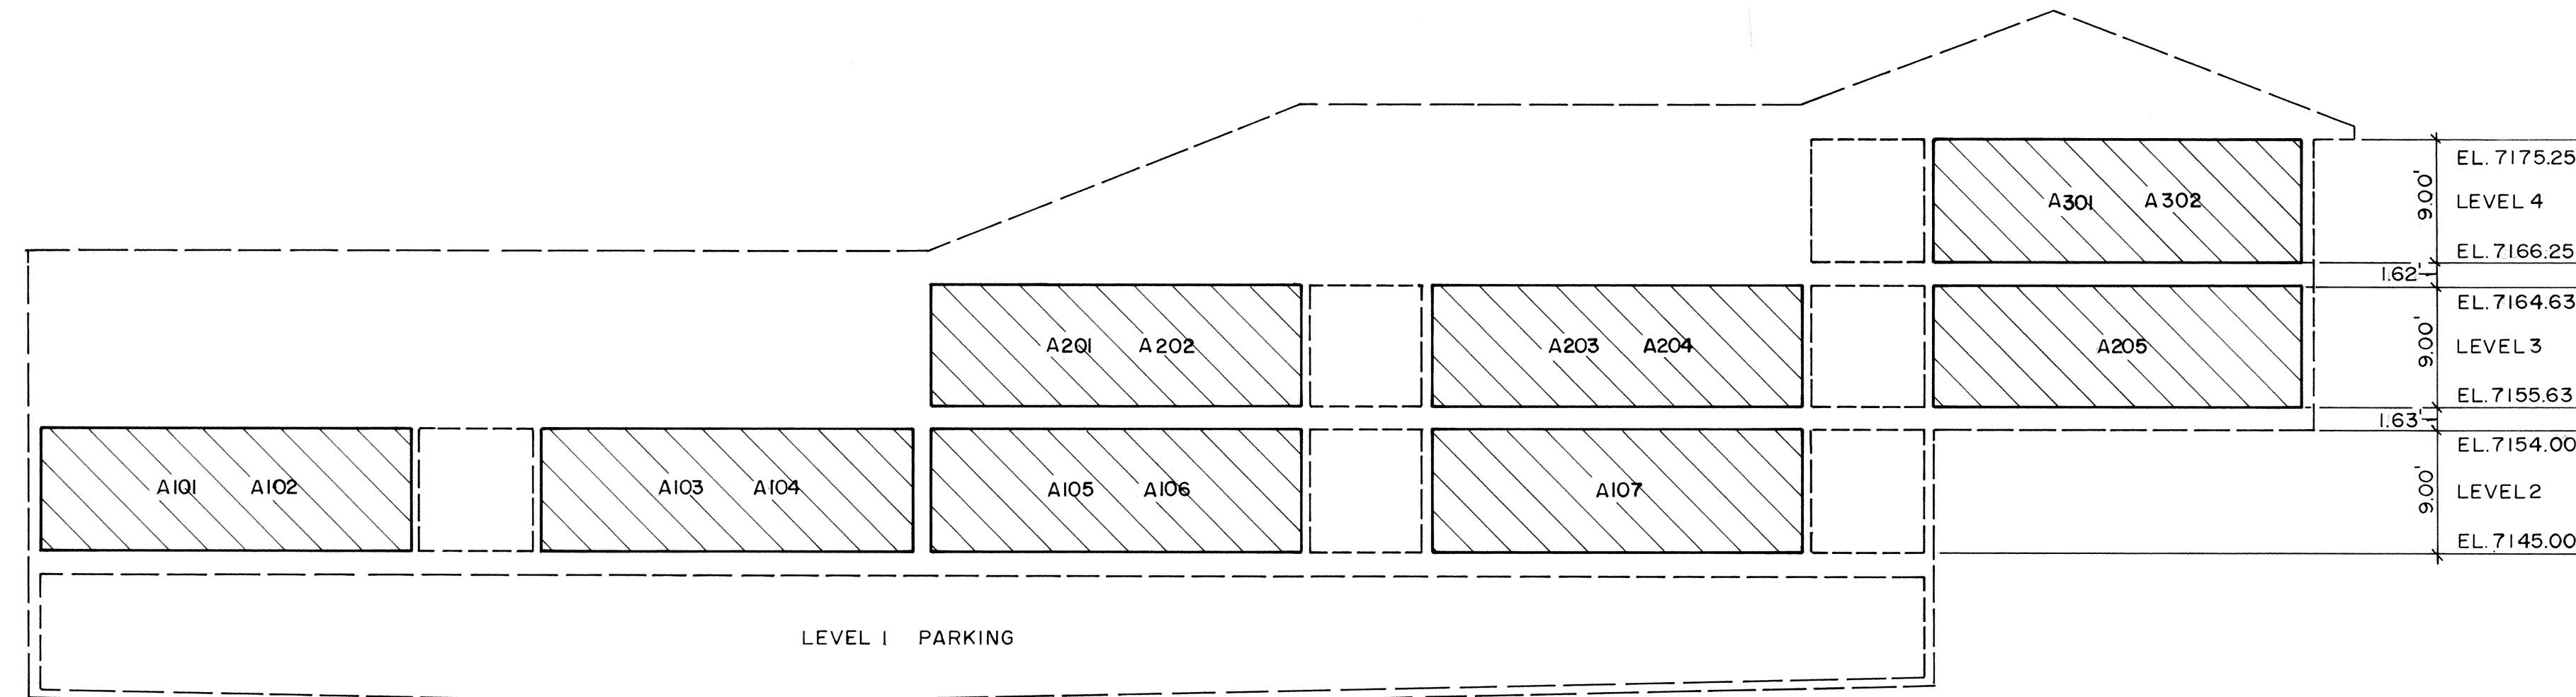 EL. 7175.25
9.00'
LEVEL 4
A301 A302
EL. 7166.25
1.62'
EL. 7164.63
9.00'
LEVEL 3
A201 A202 A203 A204 A205
EL. 7155.63
1.63'
EL. 7154.00
9.00'
LEVEL 2
A101 A102 A103 A104 A105 A106 A107
EL. 7145.00
LEVEL 1 PARKING